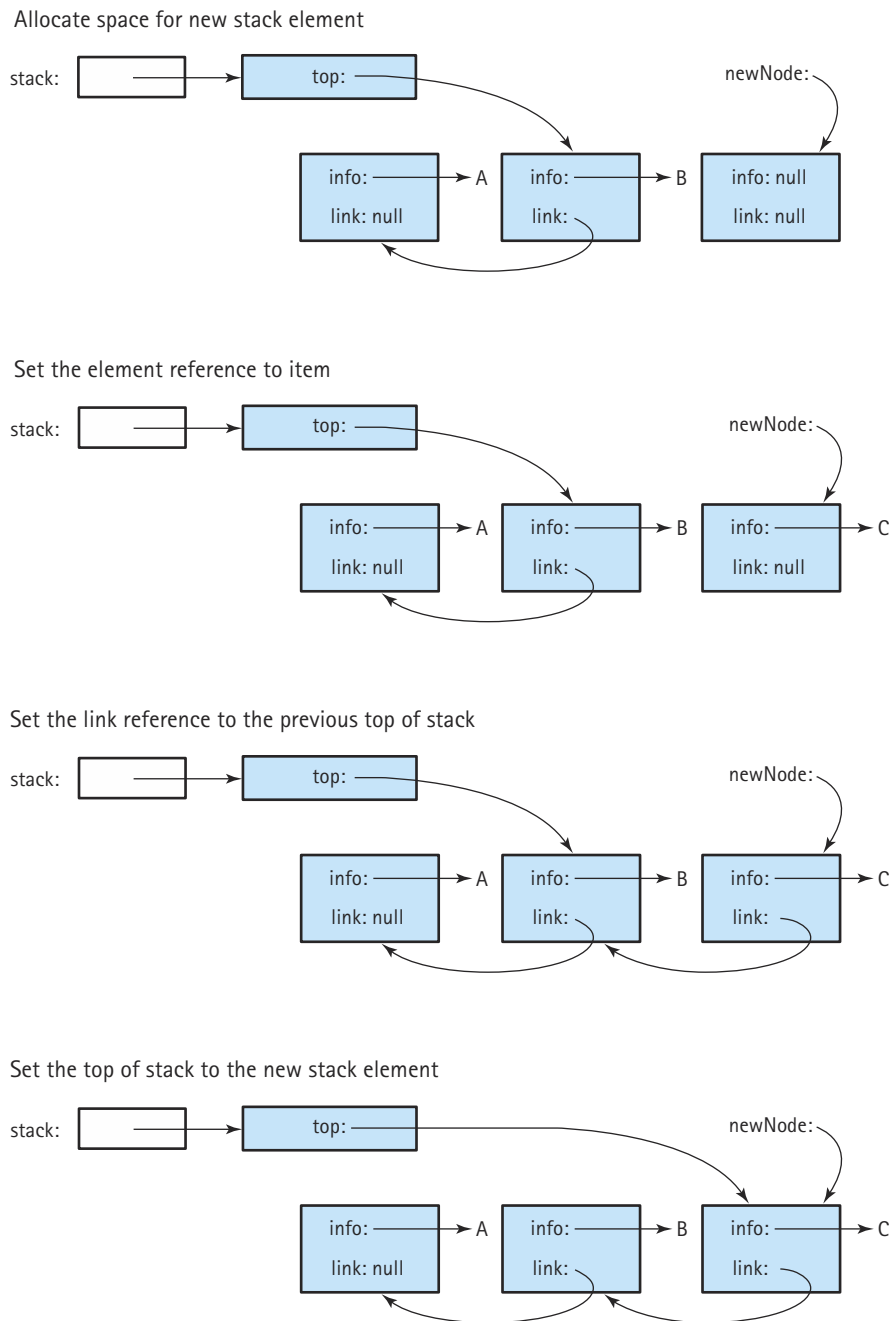 Allocate space for new stack element
stack: top: newNode:
info: A info: B info: null
link: null link: link: null
Set the element reference to item
stack: top: newNode:
info: A info: B info: C
link: null link: link: null
Set the link reference to the previous top of stack
stack: top: newNode:
info: A info: B info: C
link: null link: link:
Set the top of stack to the new stack element
stack: top: newNode:
info: A info: B info: C
link: null link: link: